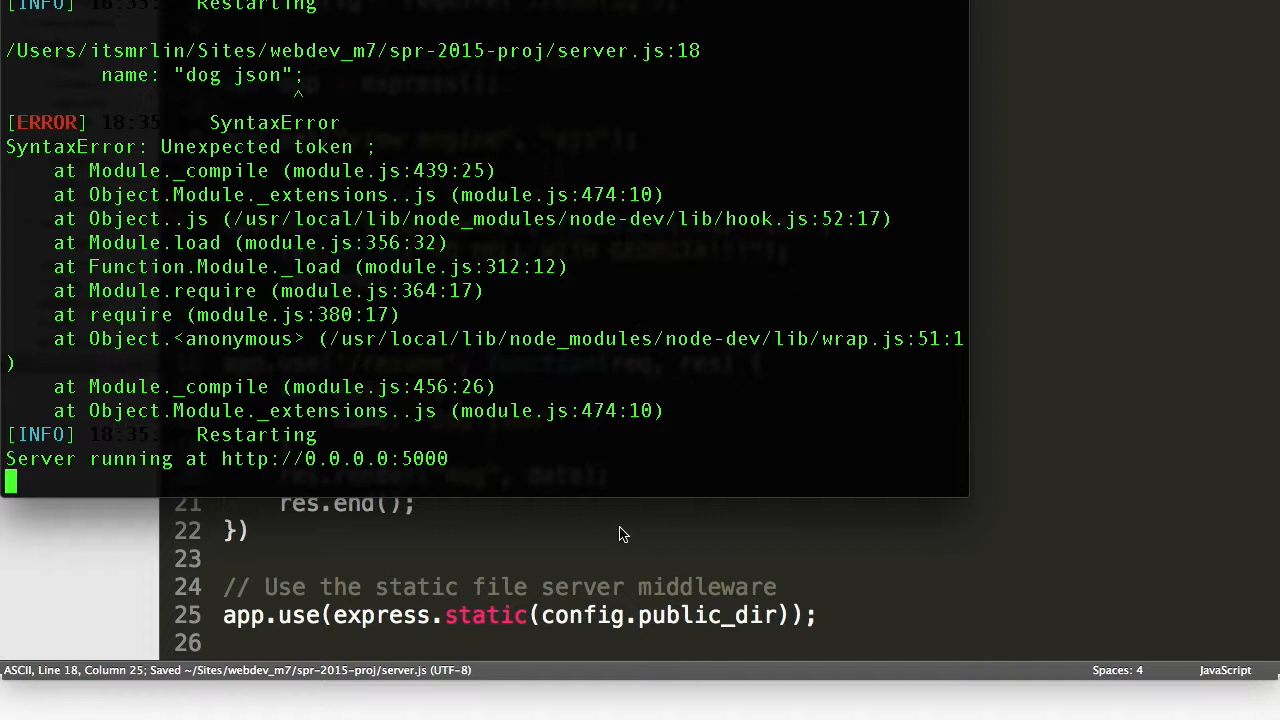 [INFO] 18:35: Restarting
/Users/itsmrlin/Sites/webdev_m7/spr-2015-proj/server.js:18
name: "dog json";
^
[ERROR] 18:35 SyntaxError
SyntaxError: Unexpected token ;
at Module._compile (module.js:439:25)
at Object.Module._extensions..js (module.js:474:10)
at Object..js (/usr/local/lib/node_modules/node-dev/lib/hook.js:52:17)
at Module.load (module.js:356:32)
at Function.Module._load (module.js:312:12)
at Module.require (module.js:364:17)
at require (module.js:380:17)
at Object.<anonymous> (/usr/local/lib/node_modules/node-dev/lib/wrap.js:51:1
)
at Module._compile (module.js:456:26)
at Object.Module._extensions..js (module.js:474:10)
[INFO] 18:35: Restarting
Server running at http://0.0.0.0:5000
21 res.end();
22 })
23
24 // Use the static file server middleware
25 app.use(express.static(config.public_dir));
26
ASCII, Line 18, Column 25; Saved ~/Sites/webdev_m7/spr-2015-proj/server.js (UTF-8) Spaces: 4 JavaScript